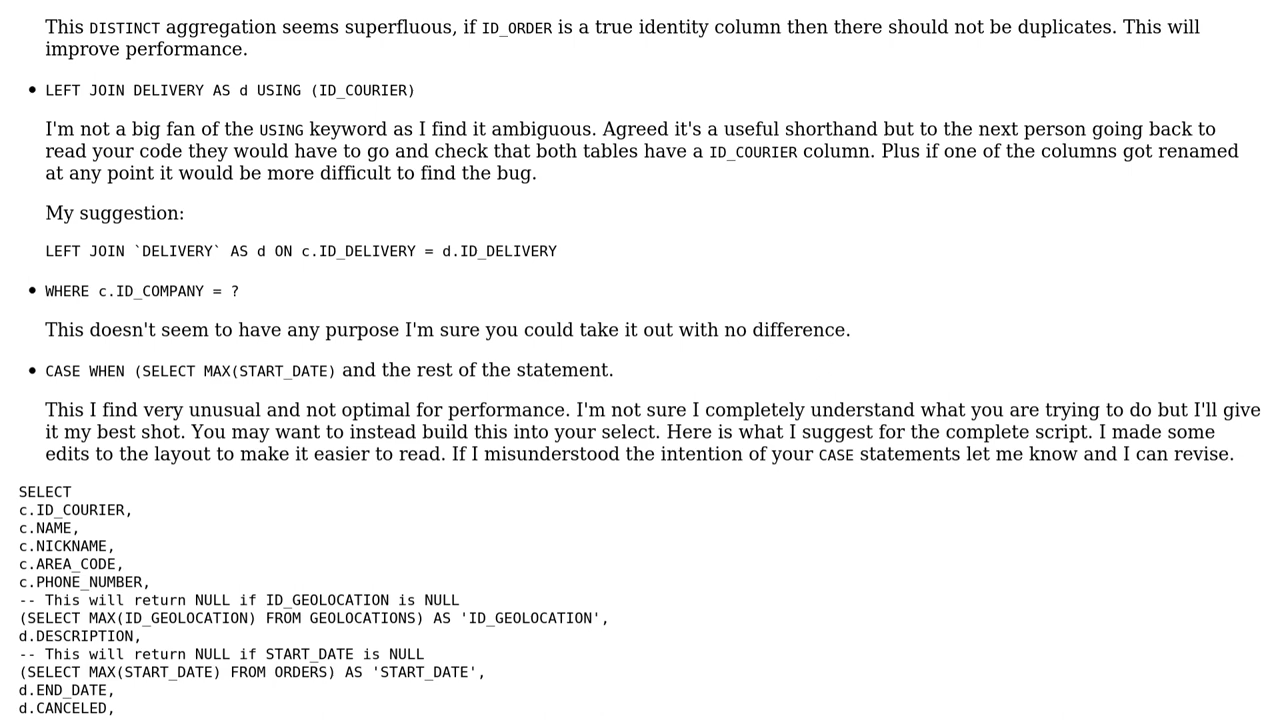 This DISTINCT aggregation seems superfluous, if ID_ORDER is a true identity column then there should not be duplicates. This will
improve performance.
• LEFT JOIN DELIVERY AS d USING (ID_COURIER)
I'm not a big fan of the USING keyword as I find it ambiguous. Agreed it's a useful shorthand but to the next person going back to
read your code they would have to go and check that both tables have a ID_COURIER column. Plus if one of the columns got renamed
at any point it would be more difficult to find the bug.
My suggestion:
LEFT JOIN `DELIVERY` AS d ON c.ID_DELIVERY = d.ID_DELIVERY
• WHERE c.ID_COMPANY = ?
This doesn't seem to have any purpose I'm sure you could take it out with no difference.
• CASE WHEN (SELECT MAX(START_DATE) and the rest of the statement.
This I find very unusual and not optimal for performance. I'm not sure I completely understand what you are trying to do but I'll give
it my best shot. You may want to instead build this into your select. Here is what I suggest for the complete script. I made some
edits to the layout to make it easier to read. If I misunderstood the intention of your CASE statements let me know and I can revise.
SELECT
c.ID_COURIER,
c.NAME,
c.NICKNAME,
c.AREA_CODE,
c.PHONE_NUMBER,
-- This will return NULL if ID_GEOLOCATION is NULL
(SELECT MAX(ID_GEOLOCATION) FROM GEOLOCATIONS) AS 'ID_GEOLOCATION',
d.DESCRIPTION,
-- This will return NULL if START_DATE is NULL
(SELECT MAX(START_DATE) FROM ORDERS) AS 'START_DATE',
d.END_DATE,
d.CANCELED,